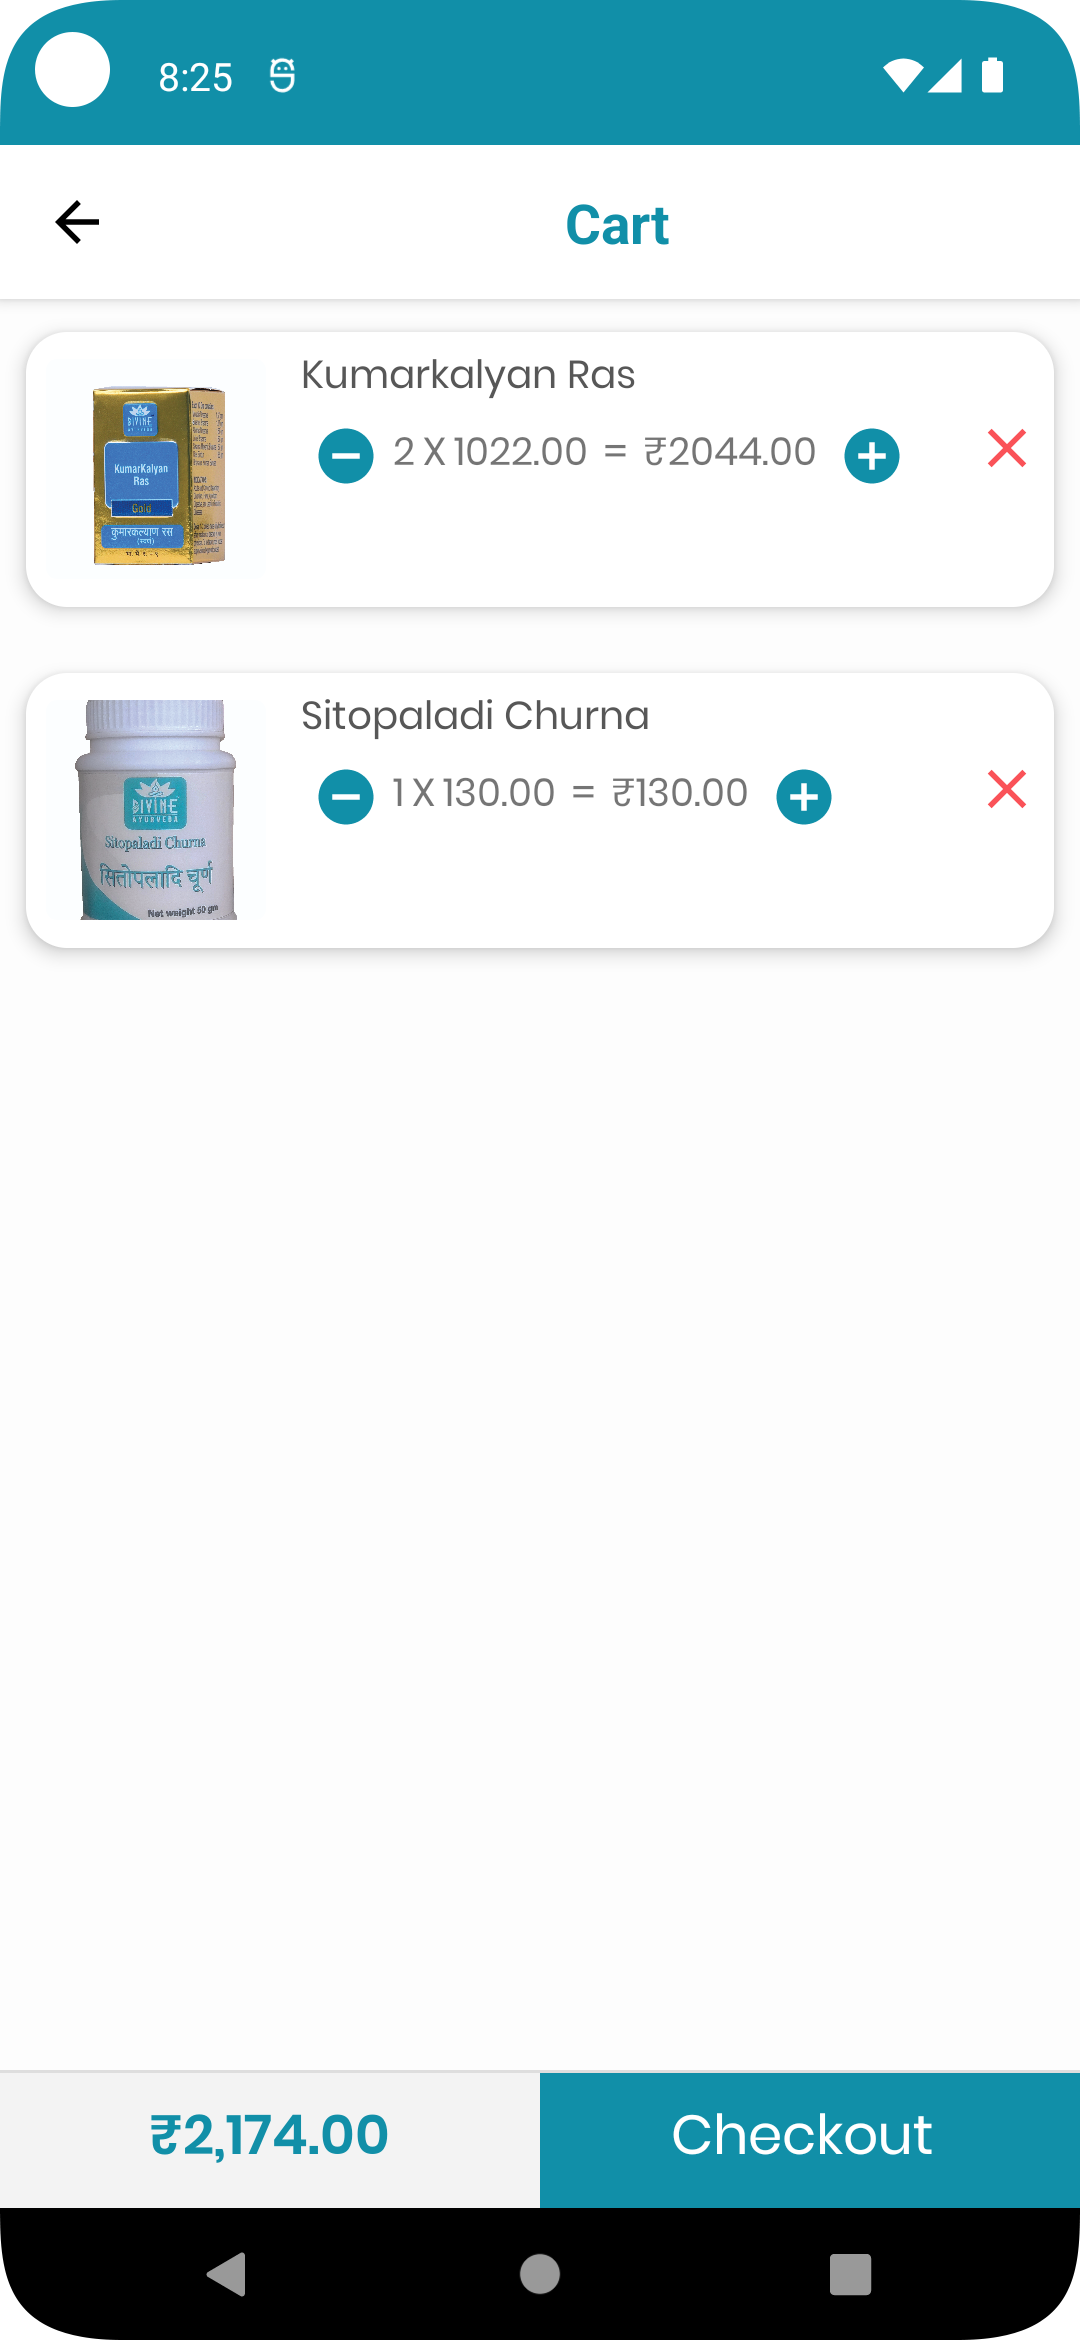 8:25
Cart
Kumarkalyan Ras
2 X 1022.00 = ₹2044.00
DIVINE
KumarKalyan
Ras
Gold
कुमारकल्याण रस
(स्वर्ण)
Sitopaladi Churna
1 X 130.00 = ₹130.00
DIVINE
AYURVEDA
Sitopaladi Churna
सितोपलादि चूर्ण
Net weight 50 gm
₹2,174.00
Checkout